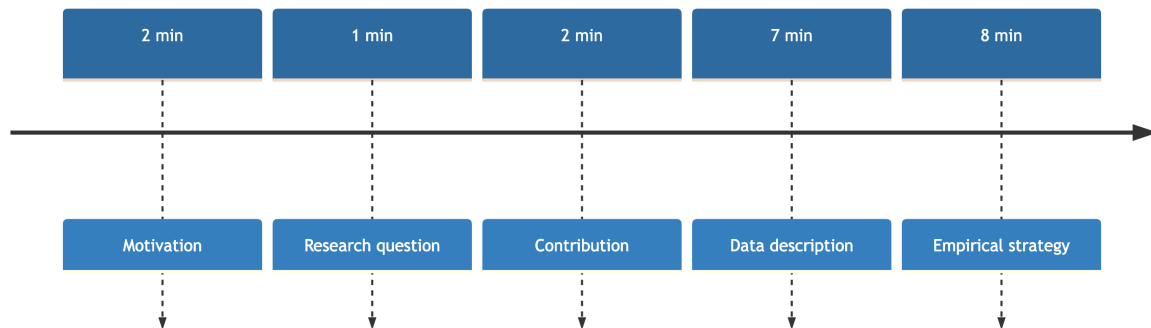 2 min
1 min
2 min
7 min
8 min
Motivation
Research question
Contribution
Data description
Empirical strategy